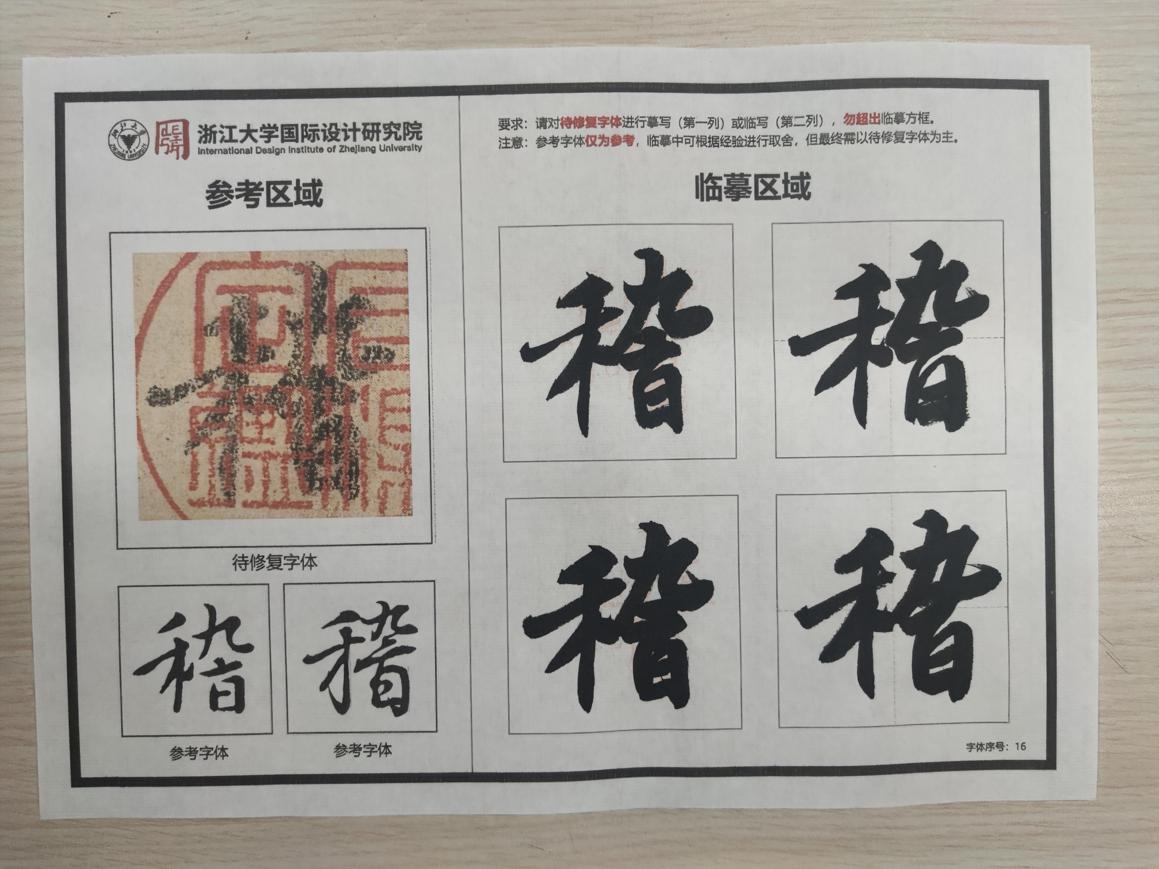 浙江大学国际设计研究院
International Design Institute of Zhejiang University
参考区域
待修复字体
稽
稽
参考字体
参考字体
要求：请对待修复字体进行摹写（第一列）或临写（第二列），勿超出临摹方框。
注意：参考字体仅为参考，临摹中可根据经验进行取舍，但最终需以待修复字体为主。
临摹区域
稽
稽
稽
稽
字体序号：16